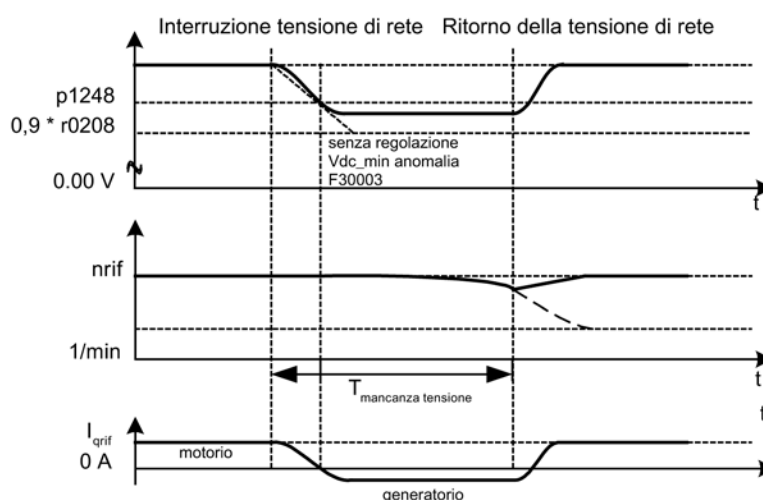 Interruzione tensione di rete
Ritorno della tensione di rete
p1248
0,9 * r0208
senza regolazione
Vdc_min anomalia
F30003
0.00 V
t
nrif
1/min
t
T mancanza tensione
t
Iqrif
motorio
0 A
generatorio